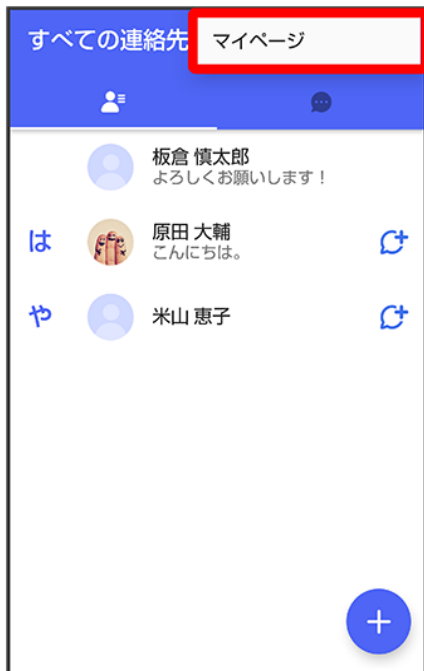 すべての連絡先
マイページ
板倉 慎太郎
よろしくお願いします！
は
原田 大輔
こんにちは。
や
米山 恵子